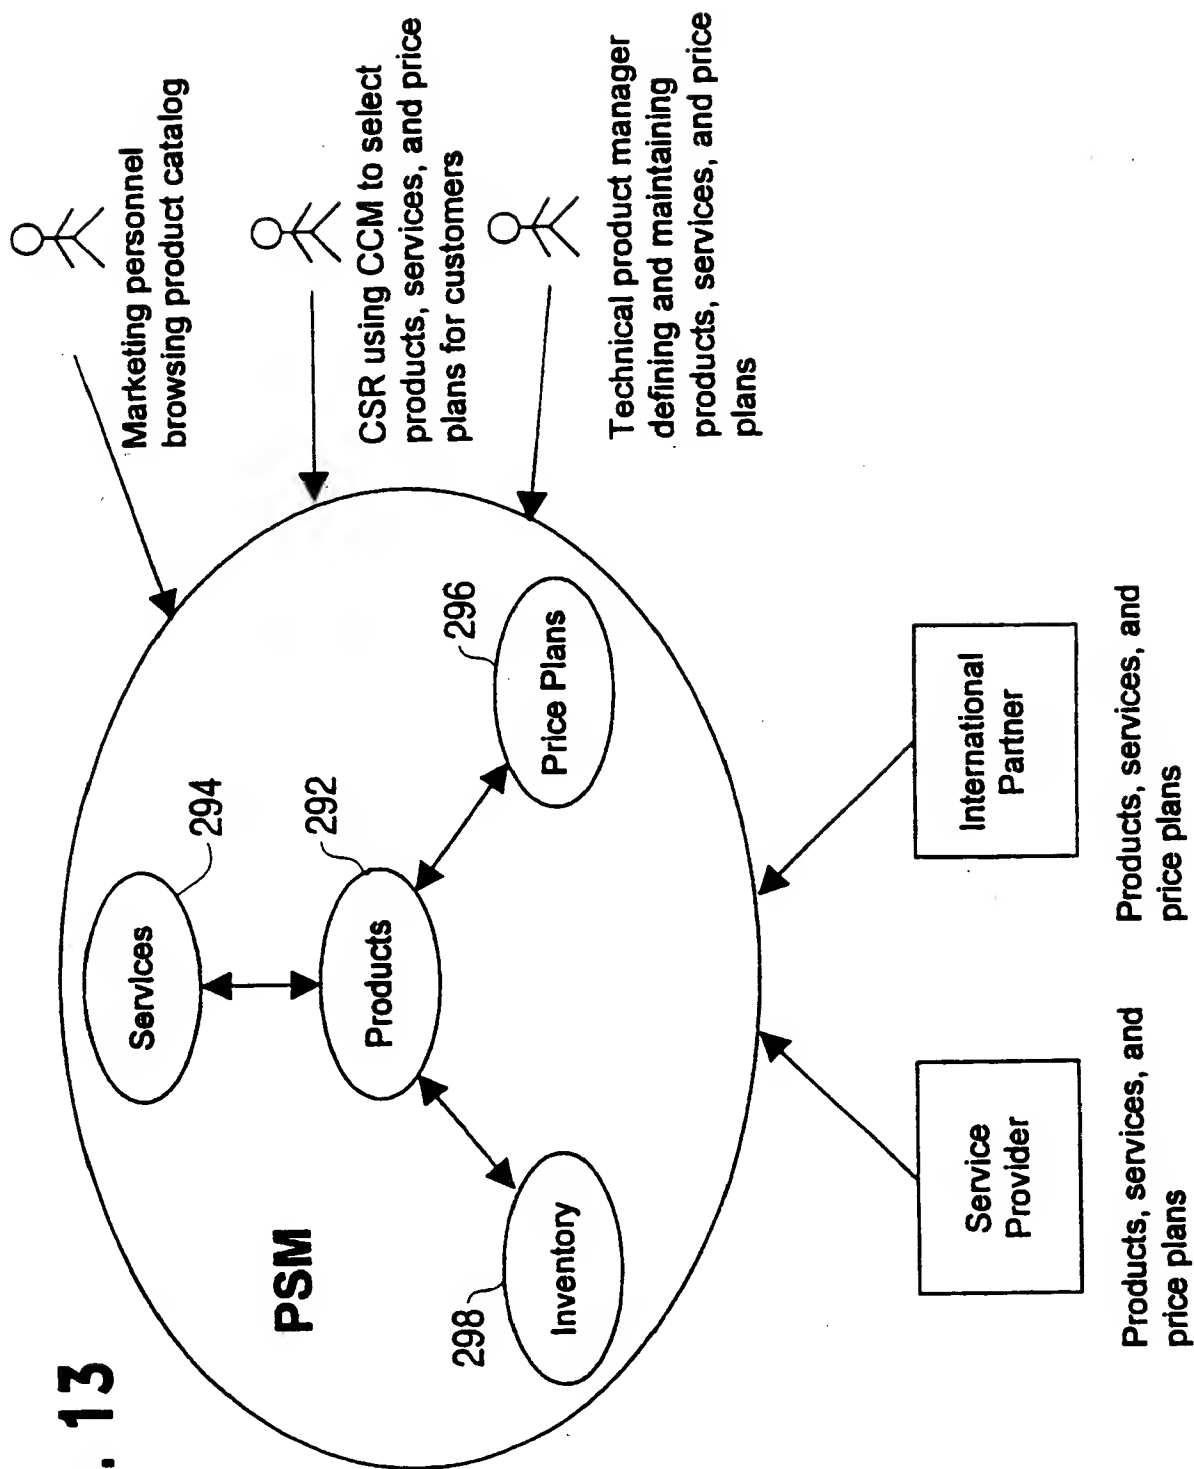 . 13
PSM
Services
294
Products
292
Price Plans
296
Inventory
298
Marketing personnel
browsing product catalog
CSR using CCM to select
products, services, and price
plans for customers
Technical product manager
defining and maintaining
products, services, and price
plans
Service
Provider
Products, services, and
price plans
International
Partner
Products, services, and
price plans